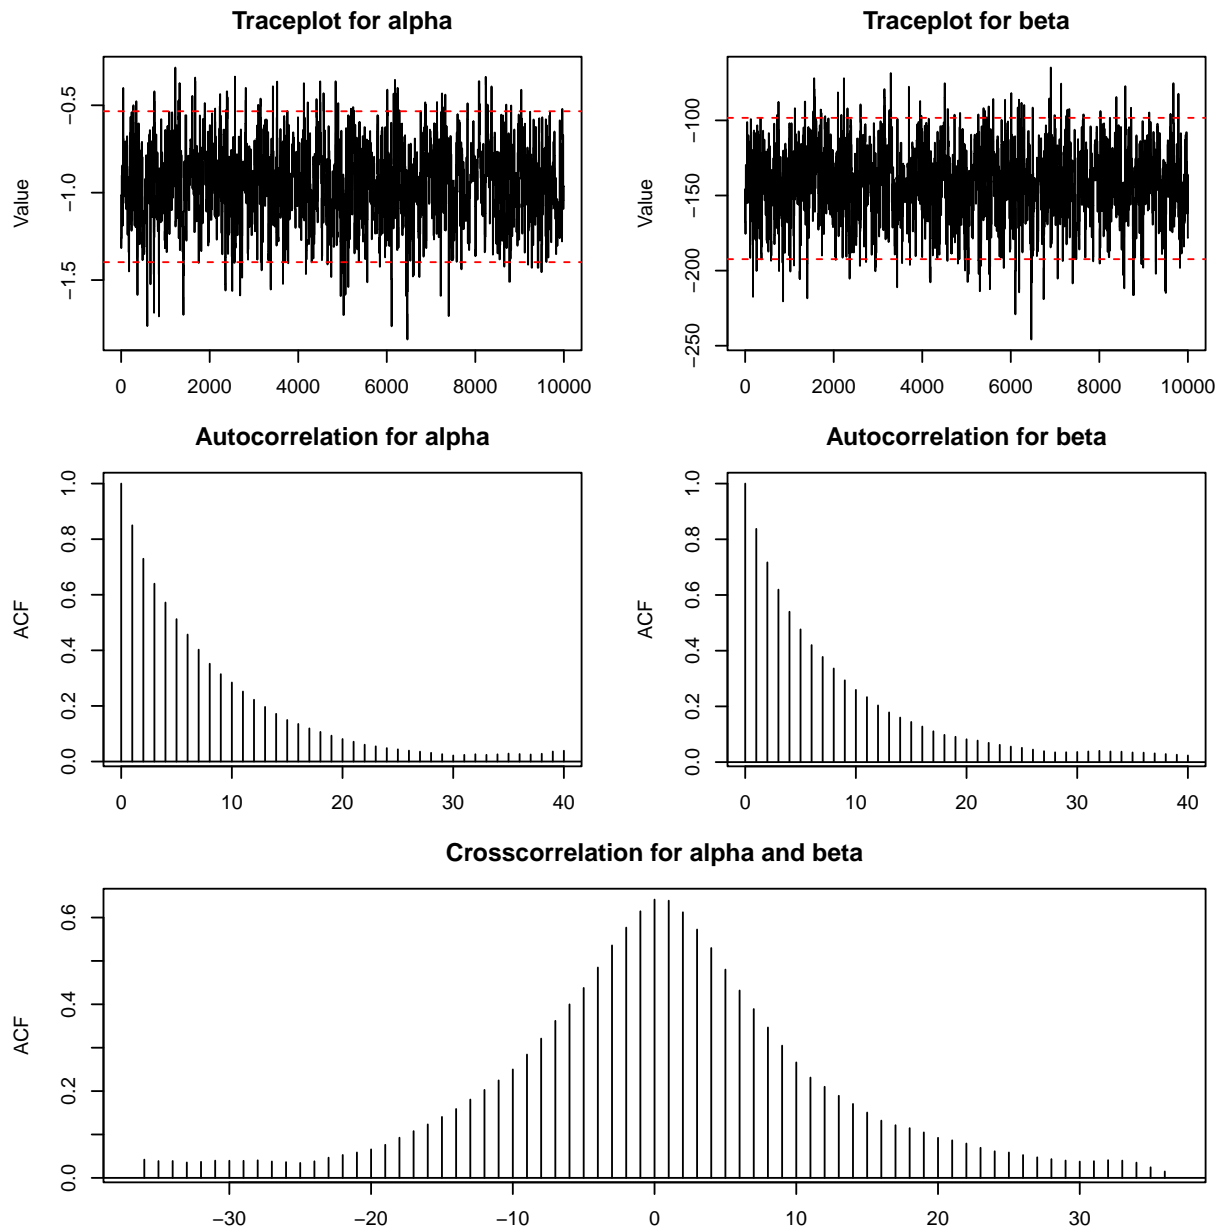 Traceplot for alpha
Value
−0.5
−1.0
−1.5
0 2000 4000 6000 8000 10000
Traceplot for beta
Value
−100
−150
−200
−250
0 2000 4000 6000 8000 10000
Autocorrelation for alpha
ACF
1.0
0.8
0.6
0.4
0.2
0.0
0 10 20 30 40
Autocorrelation for beta
ACF
1.0
0.8
0.6
0.4
0.2
0.0
0 10 20 30 40
Crosscorrelation for alpha and beta
ACF
0.6
0.4
0.2
0.0
−30 −20 −10 0 10 20 30